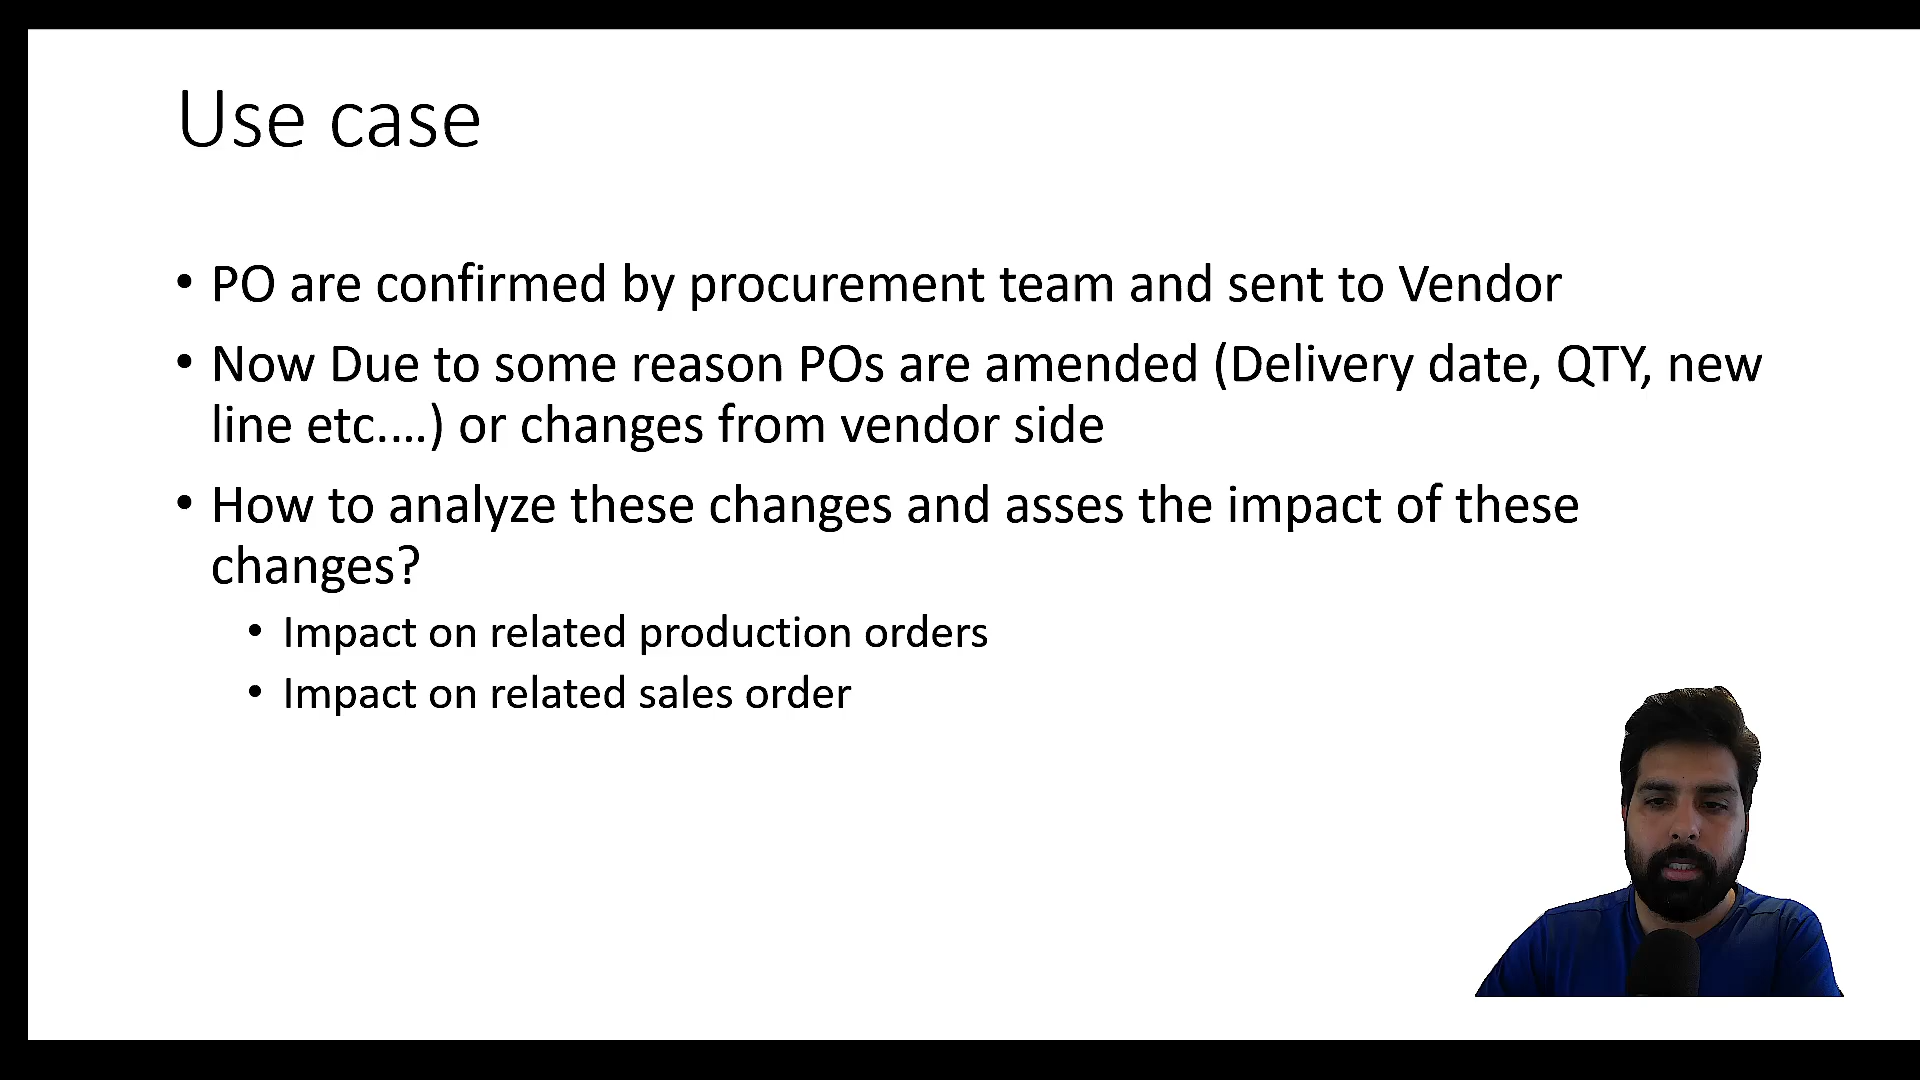 Use case
• PO are confirmed by procurement team and sent to Vendor
• Now Due to some reason POs are amended (Delivery date, QTY, new
line etc.…) or changes from vendor side
• How to analyze these changes and asses the impact of these
changes?
• Impact on related production orders
• Impact on related sales order